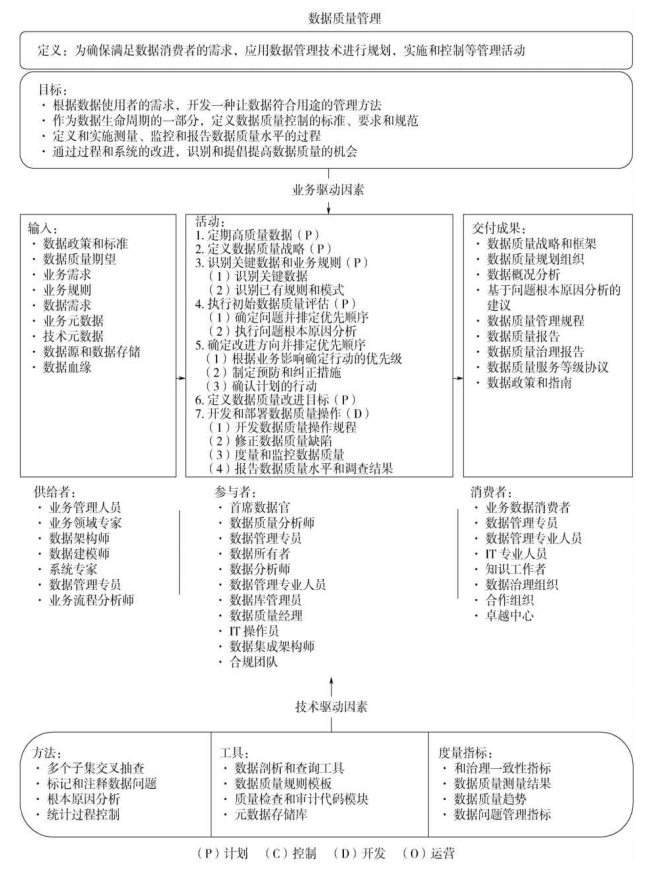 数据质量管理
定义：为确保满足数据消费者的需求，应用数据管理技术进行规划，实施和控制等管理活动
目标：
· 根据数据使用者的需求，开发一种让数据符合用途的管理方法
· 作为数据生命周期的一部分，定义数据质量控制的标准、要求和规范
· 定义和实施测量、监控和报告数据质量水平的过程
· 通过过程和系统的改进，识别和提倡提高数据质量的机会
业务驱动因素
输入：
· 数据政策和标准
· 数据质量期望
· 业务需求
· 业务规则
· 数据需求
· 业务元数据
· 技术元数据
· 数据源和数据存储
· 数据血缘
活动：
1. 定期高质量数据（P）
2. 定义数据质量战略（P）
3. 识别关键数据和业务规则（P）
（1）识别关键数据
（2）识别已有规则和模式
4. 执行初始数据质量评估（P）
（1）确定问题并排定优先顺序
（2）执行问题根本原因分析
5. 确定改进方向并排定优先顺序
（1）根据业务影响确定行动的优先级
（2）制定预防和纠正措施
（3）确认计划的行动
6. 定义数据质量改进目标（P）
7. 开发和部署数据质量操作（D）
（1）开发数据质量操作规程
（2）修正数据质量缺陷
（3）度量和监控数据质量
（4）报告数据质量水平和调查结果
交付成果：
· 数据质量战略和框架
· 数据质量规划组织
· 数据概况分析
· 基于问题根本原因分析的
建议
· 数据质量管理规程
· 数据质量报告
· 数据质量治理报告
· 数据质量服务等级协议
· 数据政策和指南
供给者：
· 业务管理人员
· 业务领域专家
· 数据架构师
· 数据建模师
· 系统专家
· 数据管理专员
· 业务流程分析师
参与者：
· 首席数据官
· 数据质量分析师
· 数据管理专员
· 数据所有者
· 数据分析师
· 数据管理专业人员
· 数据库管理员
· 数据质量经理
· IT 操作员
· 数据集成架构师
· 合规团队
消费者：
· 业务数据消费者
· 数据管理专员
· 数据管理专业人员
· IT 专业人员
· 知识工作者
· 数据治理组织
· 合作组织
· 卓越中心
技术驱动因素
方法：
· 多个子集交叉抽查
· 标记和注释数据问题
· 根本原因分析
· 统计过程控制
工具：
· 数据剖析和查询工具
· 数据质量规则模板
· 质量检查和审计代码模块
· 元数据存储库
度量指标：
· 和治理一致性指标
· 数据质量测量结果
· 数据质量趋势
· 数据问题管理指标
（P）计划 （C）控制 （D）开发 （O）运营